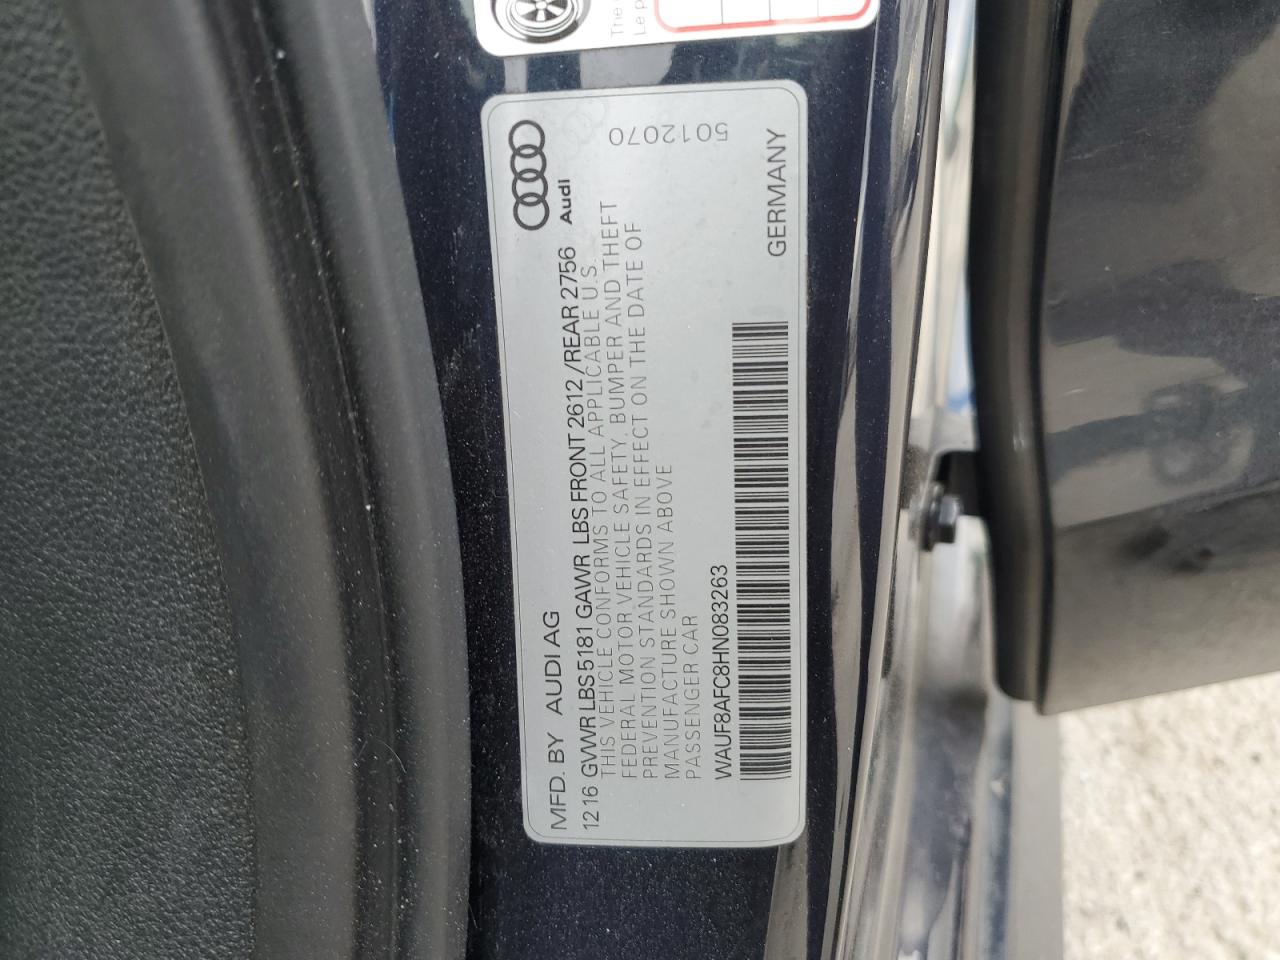 The
Le p
Audi
5012070
MFD. BY AUDI AG
12 16 GVWR LBS 5181 GAWR LBS FRONT 2612 /REAR 2756
THIS VEHICLE CONFORMS TO ALL APPLICABLE U.S.
FEDERAL MOTOR VEHICLE SAFETY, BUMPER AND THEFT
PREVENTION STANDARDS IN EFFECT ON THE DATE OF
MANUFACTURE SHOWN ABOVE
PASSENGER CAR
WAUF8AFC8HN083263
GERMANY